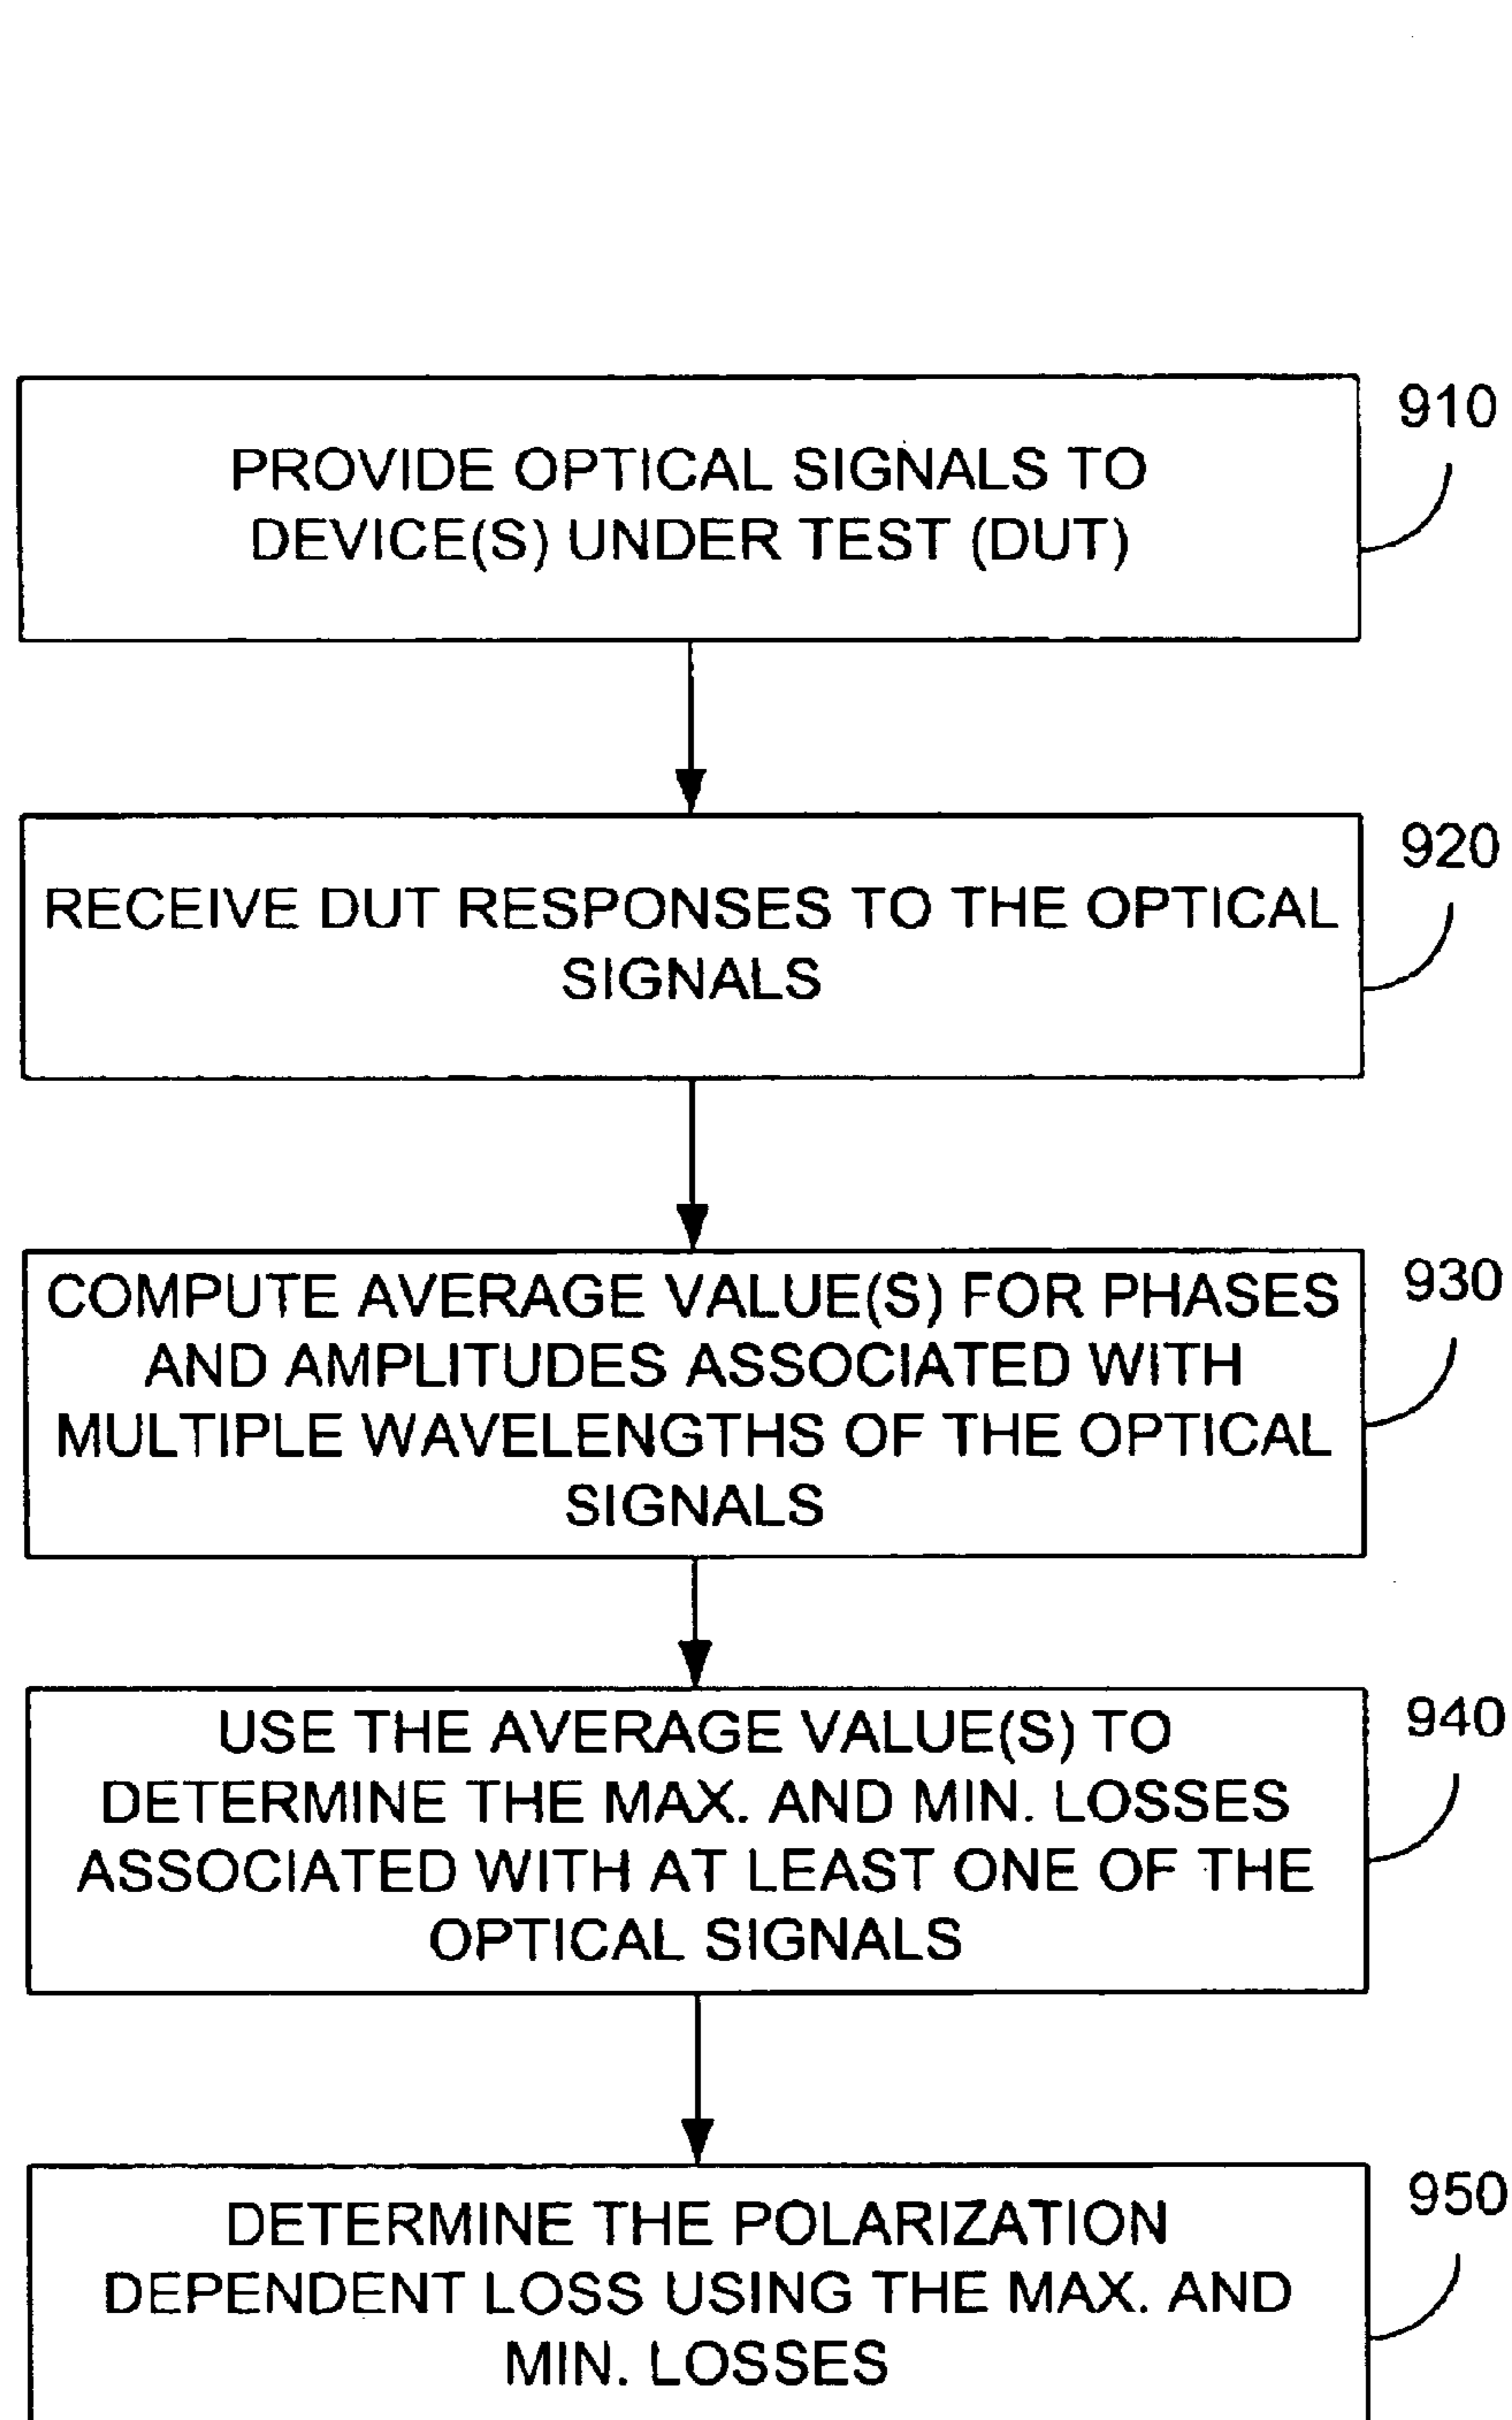 910
PROVIDE OPTICAL SIGNALS TO
DEVICE(S) UNDER TEST (DUT)
920
RECEIVE DUT RESPONSES TO THE OPTICAL
SIGNALS
930
COMPUTE AVERAGE VALUE(S) FOR PHASES
AND AMPLITUDES ASSOCIATED WITH
MULTIPLE WAVELENGTHS OF THE OPTICAL
SIGNALS
940
USE THE AVERAGE VALUE(S) TO
DETERMINE THE MAX. AND MIN. LOSSES
ASSOCIATED WITH AT LEAST ONE OF THE
OPTICAL SIGNALS
950
DETERMINE THE POLARIZATION
DEPENDENT LOSS USING THE MAX. AND
MIN. LOSSES